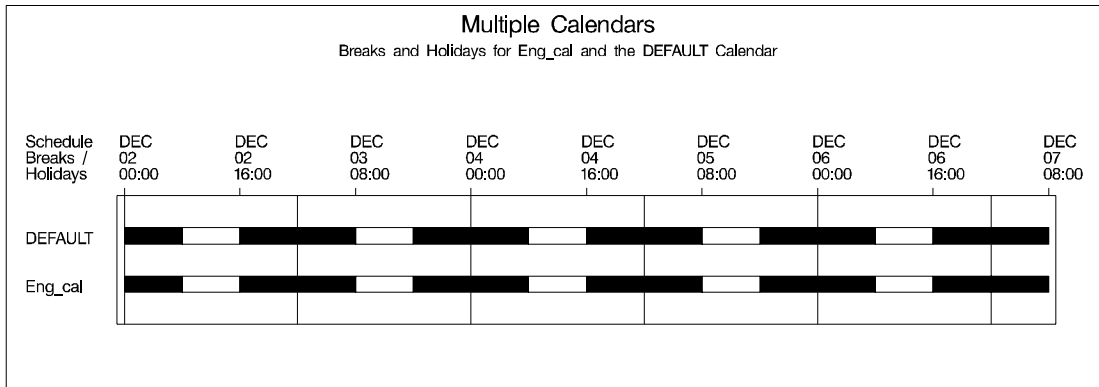 Multiple Calendars
Breaks and Holidays for Eng_cal and the DEFAULT Calendar
Schedule DEC DEC DEC DEC DEC DEC DEC DEC DEC
Breaks / 02 02 03 04 04 05 06 06 07
Holidays 00:00 16:00 08:00 00:00 16:00 08:00 00:00 16:00 08:00
DEFAULT
Eng_cal